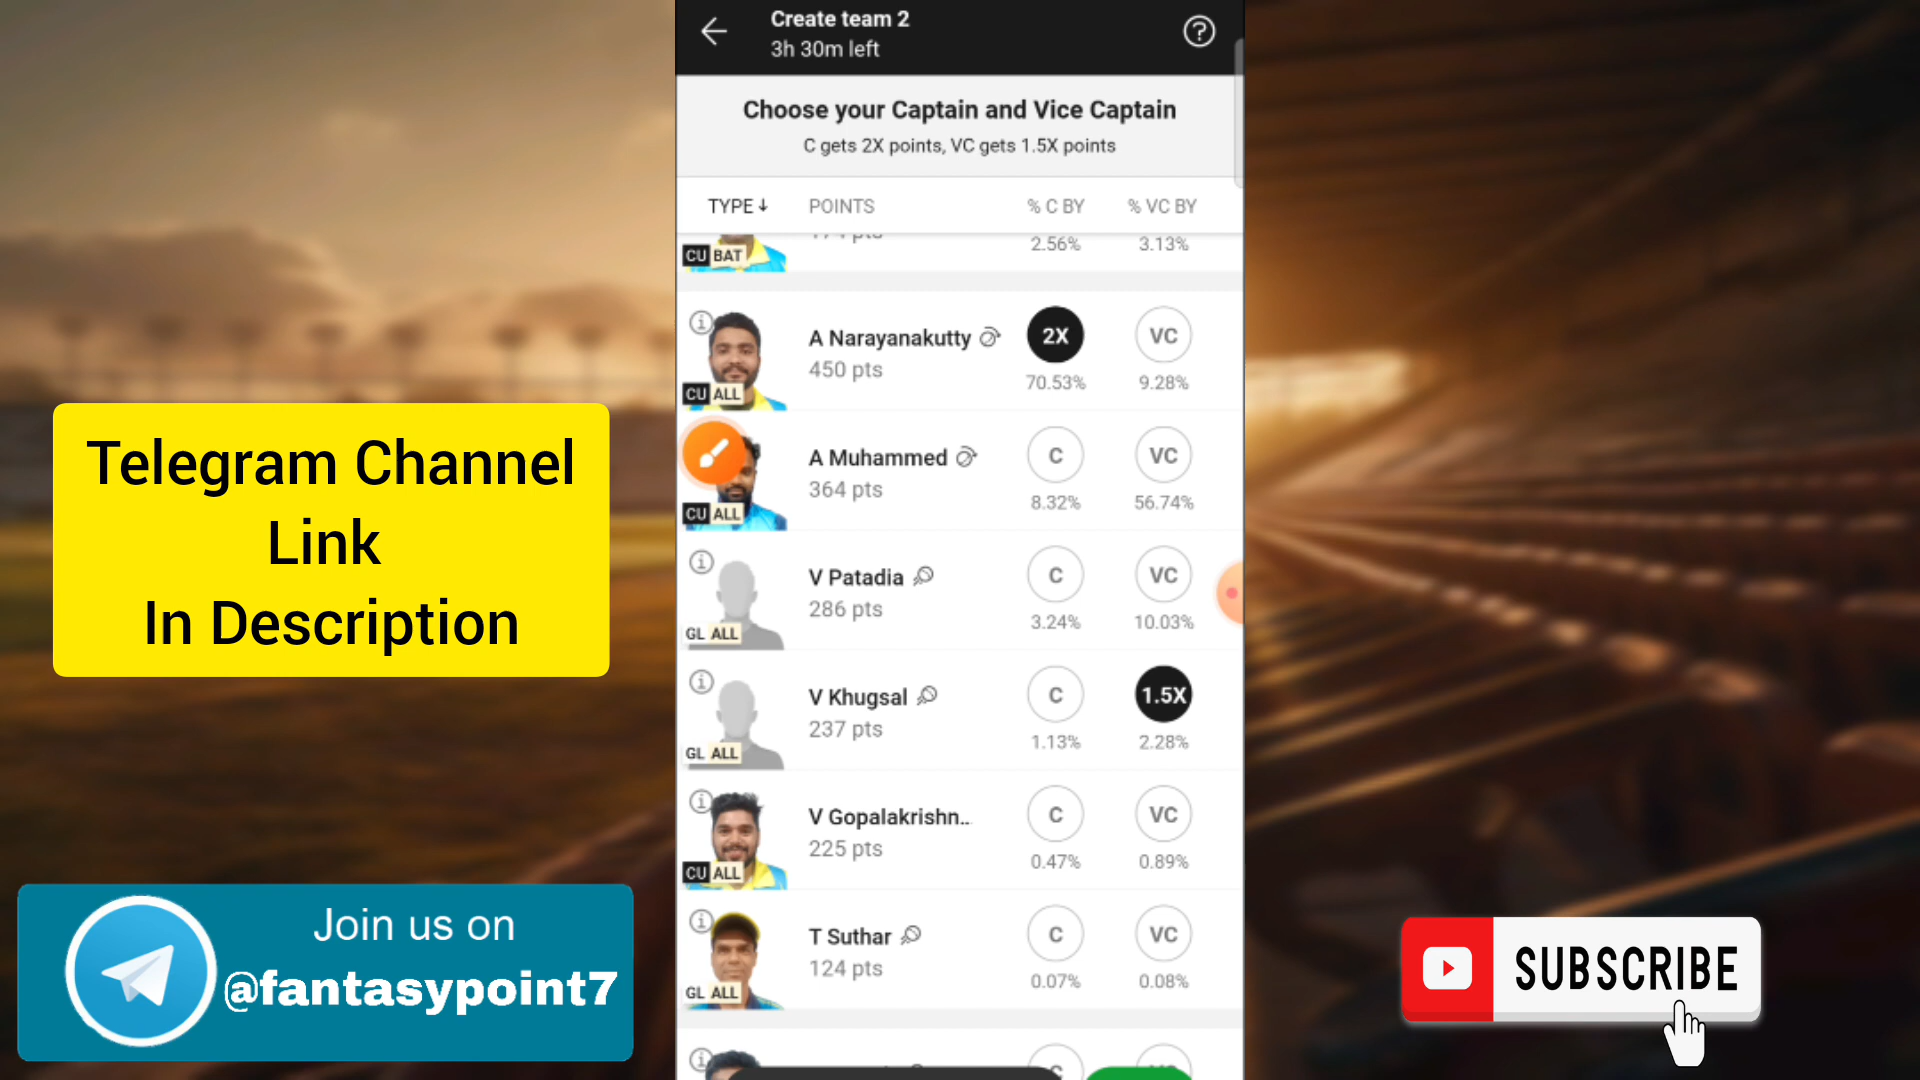 Create team 2
3h 30m left
Choose your Captain and Vice Captain
C gets 2X points, VC gets 1.5X points
TYPE POINTS % C BY % VC BY
pts 2.56% 3.13%
CU BAT
A Narayanakutty 2X VC
450 pts 70.53% 9.28%
CU ALL
A Muhammed C VC
364 pts 8.32% 56.74%
CU ALL
V Patadia C VC
286 pts 3.24% 10.03%
GL ALL
V Khugsal C 1.5X
237 pts 1.13% 2.28%
GL ALL
V Gopalakrishn.. C VC
225 pts 0.47% 0.89%
CU ALL
T Suthar C VC
124 pts 0.07% 0.08%
GL ALL
Telegram Channel
Link
In Description
Join us on
@fantasypoint7
SUBSCRIBE